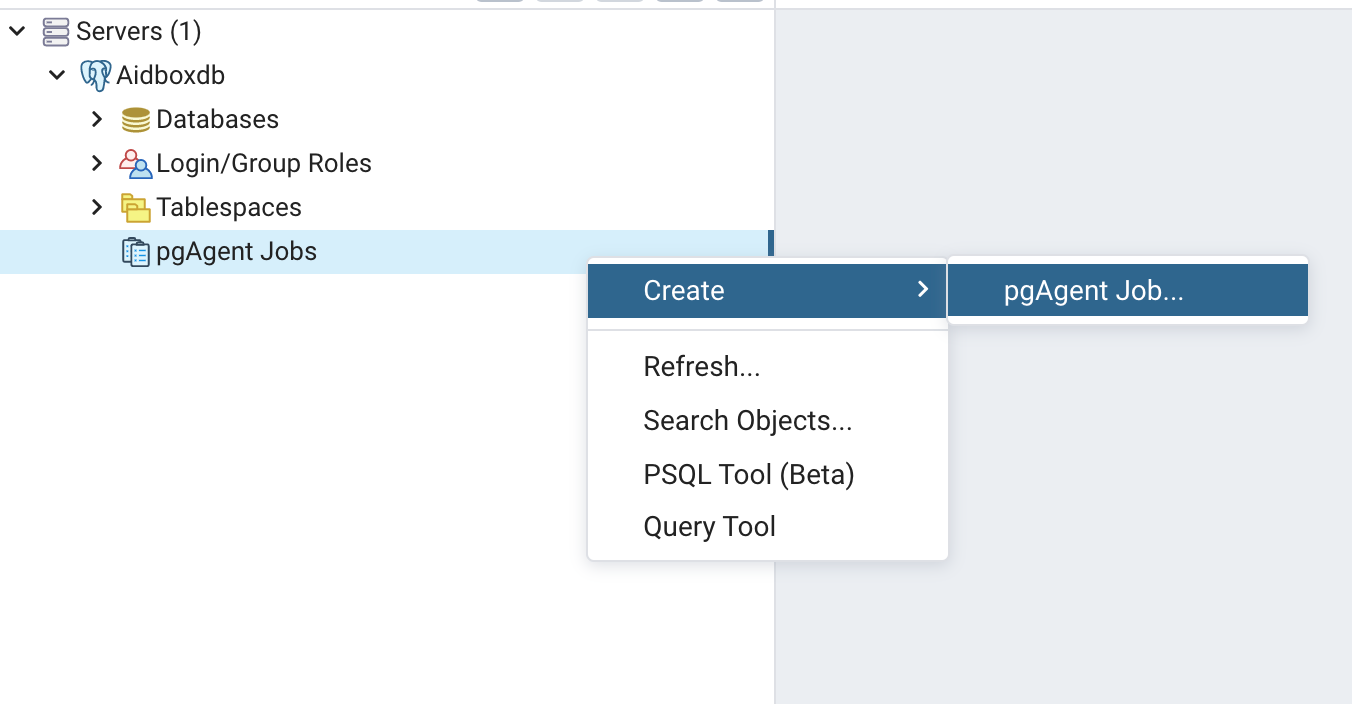 Servers (1)
Aidboxdb
Databases
Login/Group Roles
Tablespaces
pgAgent Jobs
Create
pgAgent Job...
Refresh...
Search Objects...
PSQL Tool (Beta)
Query Tool